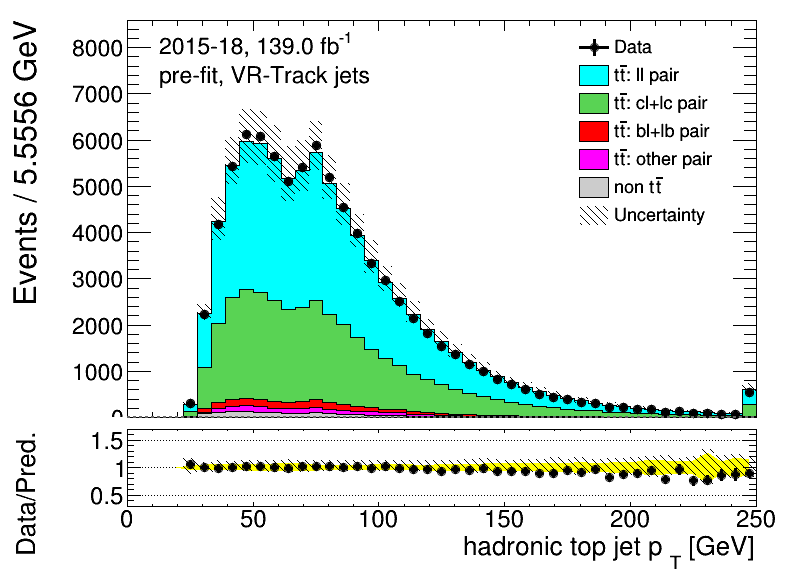 Events / 5.5556 GeV
8000
7000
6000
5000
4000
3000
2000
1000
0
2015-18, 139.0 fb⁻¹
pre-fit, VR-Track jets
Data
tt̄: ll pair
tt̄: cl+lc pair
tt̄: bl+lb pair
tt̄: other pair
non tt̄
Uncertainty
Data/Pred.
1.5
1
0.5
0
50
100
150
200
250
hadronic top jet p_T [GeV]